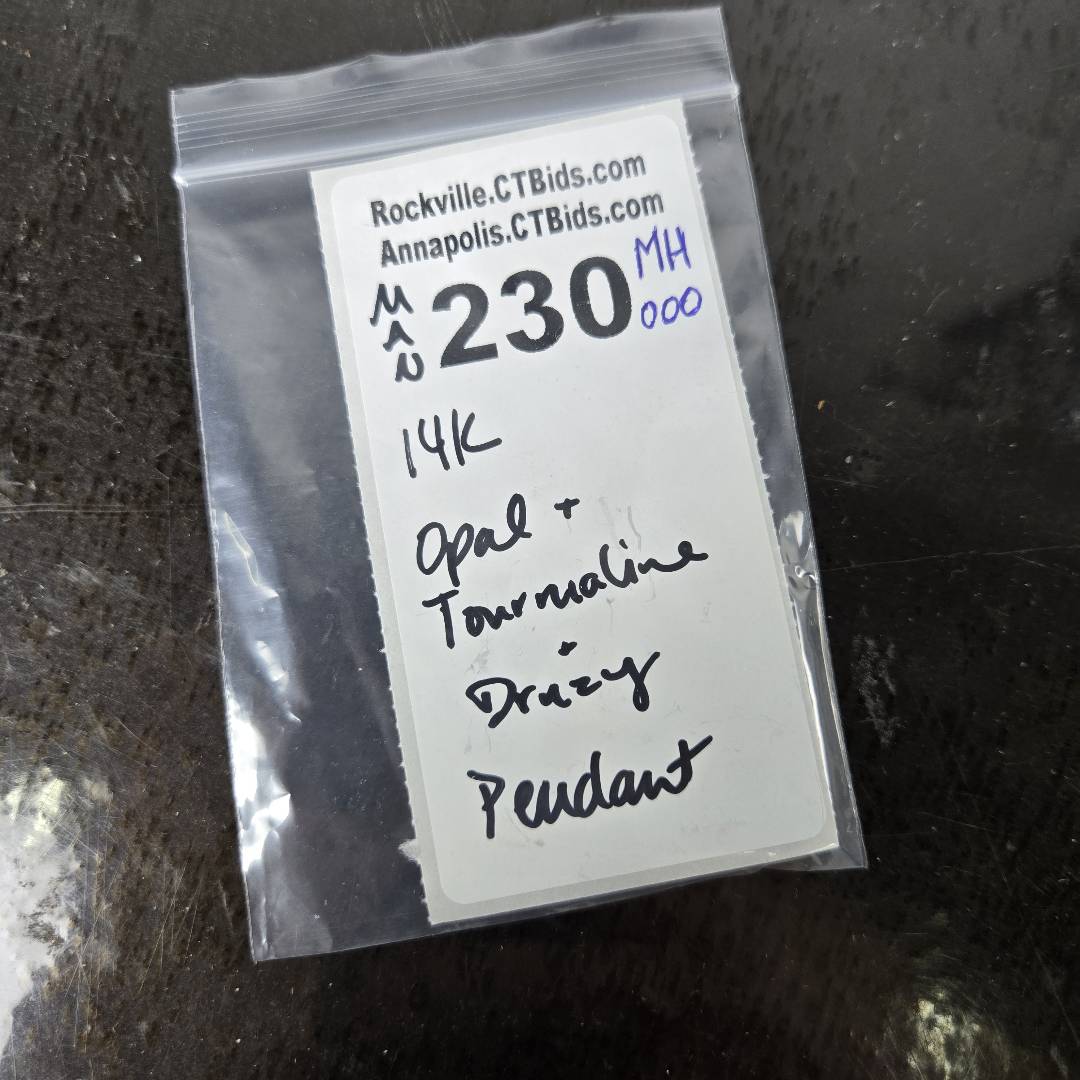 Rockville.CTBids.com
Annapolis.CTBids.com
MAN 230 MH
000
14K
Opal +
Tourmaline
+
Druzy
Pendant